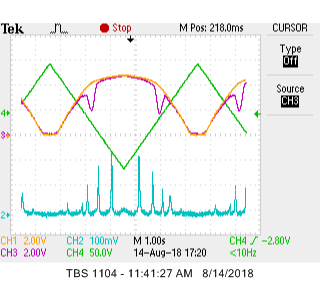 Tek Stop M Pos: 218.0ms CURSOR
Type
Off
Source
CH3
4
3
2
CH1 2.00V CH2 100mV M 1.00s CH4 / -2.80V
CH3 2.00V CH4 50.0V 14-Aug-18 17:20 <10Hz
TBS 1104 - 11:41:27 AM 8/14/2018